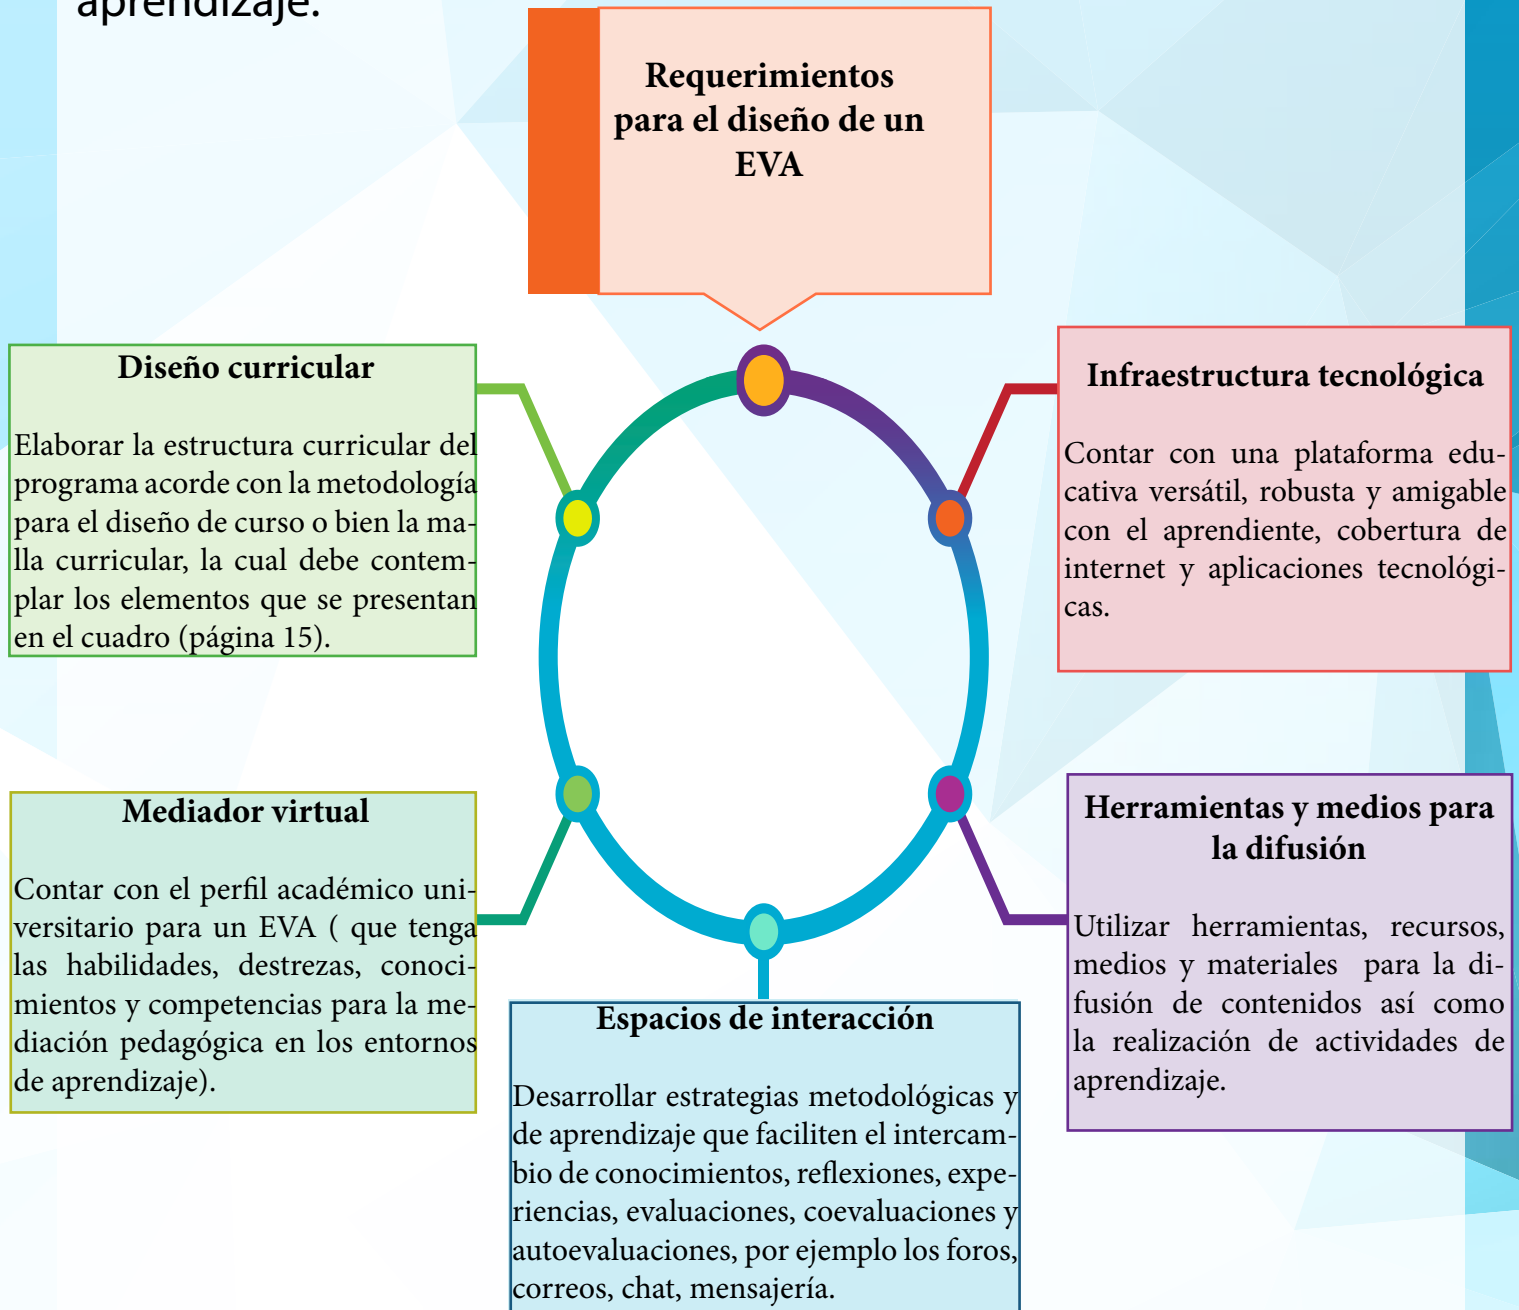 aprendizaje.
Requerimientos
para el diseño de un
EVA
Diseño curricular
Elaborar la estructura curricular del
programa acorde con la metodología
para el diseño de curso o bien la ma-
lla curricular, la cual debe contem-
plar los elementos que se presentan
en el cuadro (página 15).
Infraestructura tecnológica
Contar con una plataforma edu-
cativa versátil, robusta y amigable
con el aprendiente, cobertura de
internet y aplicaciones tecnológi-
cas.
Mediador virtual
Contar con el perfil académico uni-
versitario para un EVA ( que tenga
las habilidades, destrezas, conoci-
mientos y competencias para la me-
diación pedagógica en los entornos
de aprendizaje).
Herramientas y medios para
la difusión
Utilizar herramientas, recursos,
medios y materiales para la di-
fusión de contenidos así como
la realización de actividades de
aprendizaje.
Espacios de interacción
Desarrollar estrategias metodológicas y
de aprendizaje que faciliten el intercam-
bio de conocimientos, reflexiones, expe-
riencias, evaluaciones, coevaluaciones y
autoevaluaciones, por ejemplo los foros,
correos, chat, mensajería.